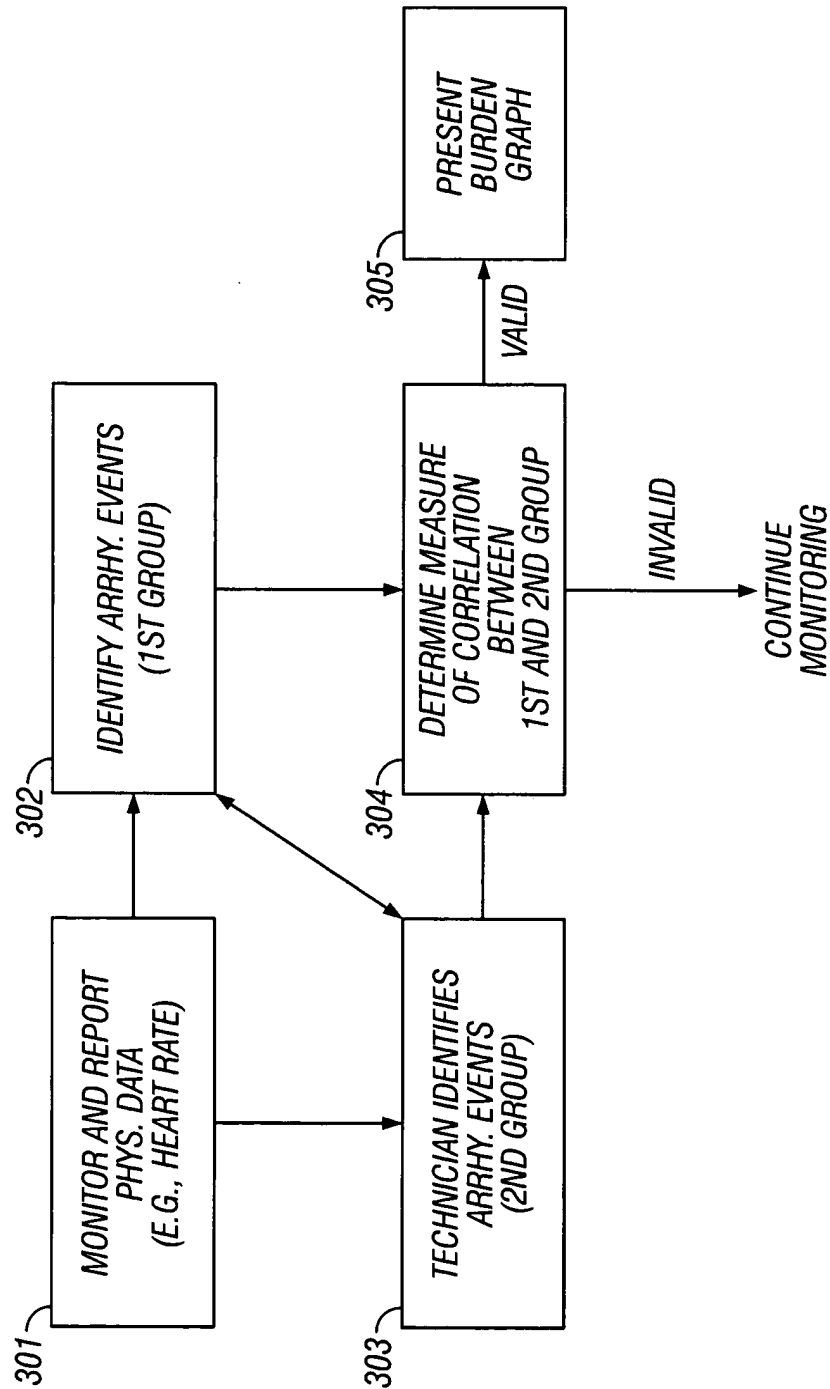 301
MONITOR AND REPORT
PHYS. DATA
(E.G., HEART RATE)
302
IDENTIFY ARRHY. EVENTS
(1ST GROUP)
303
TECHNICIAN IDENTIFIES
ARRHY. EVENTS
(2ND GROUP)
304
DETERMINE MEASURE
OF CORRELATION
BETWEEN
1ST AND 2ND GROUP
VALID
305
PRESENT
BURDEN
GRAPH
INVALID
CONTINUE
MONITORING